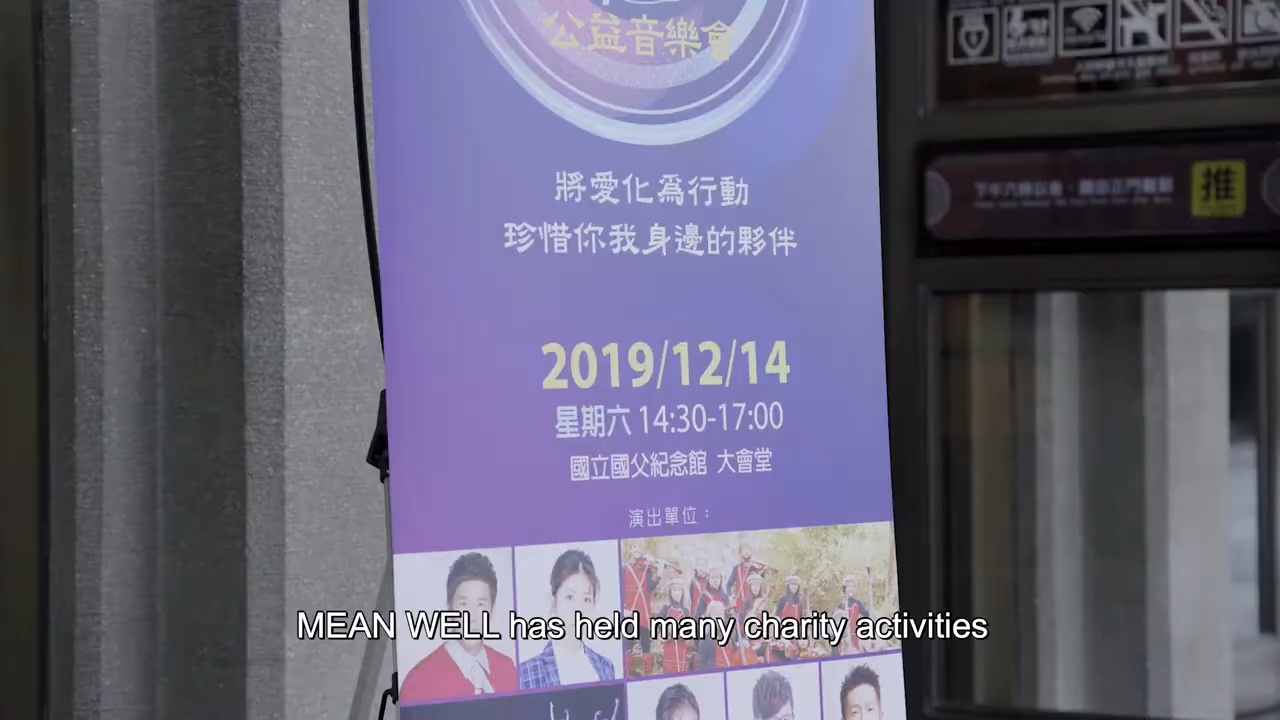 公益音樂會
將愛化為行動
珍惜你我身邊的夥伴
2019/12/14
星期六 14:30-17:00
國立國父紀念館 大會堂
演出單位：
推
MEAN WELL has held many charity activities